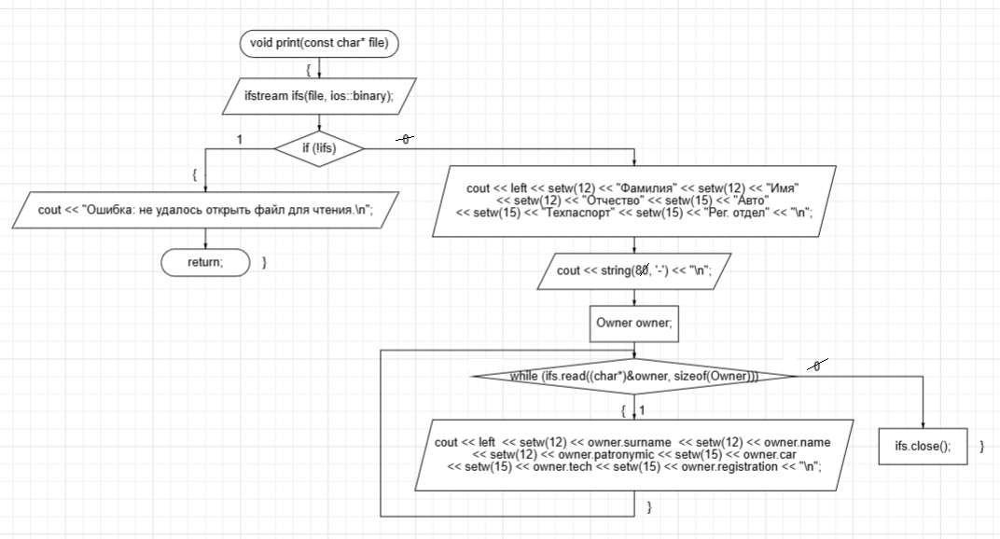 void print(const char* file)
{
ifstream ifs(file, ios::binary);
if (!ifs)
1
0
{
cout << "Ошибка: не удалось открыть файл для чтения.\n";
return;
}
cout << left << setw(12) << "Фамилия" << setw(12) << "Имя"
<< setw(12) << "Отчество" << setw(15) << "Авто"
<< setw(15) << "Техпаспорт" << setw(15) << "Рег. отдел" << "\n";
cout << string(80, '-') << "\n";
Owner owner;
while (ifs.read((char*)&owner, sizeof(Owner)))
0
{ 1
cout << left << setw(12) << owner.surname << setw(12) << owner.name
<< setw(12) << owner.patronymic << setw(15) << owner.car
<< setw(15) << owner.tech << setw(15) << owner.registration << "\n";
}
ifs.close();
}